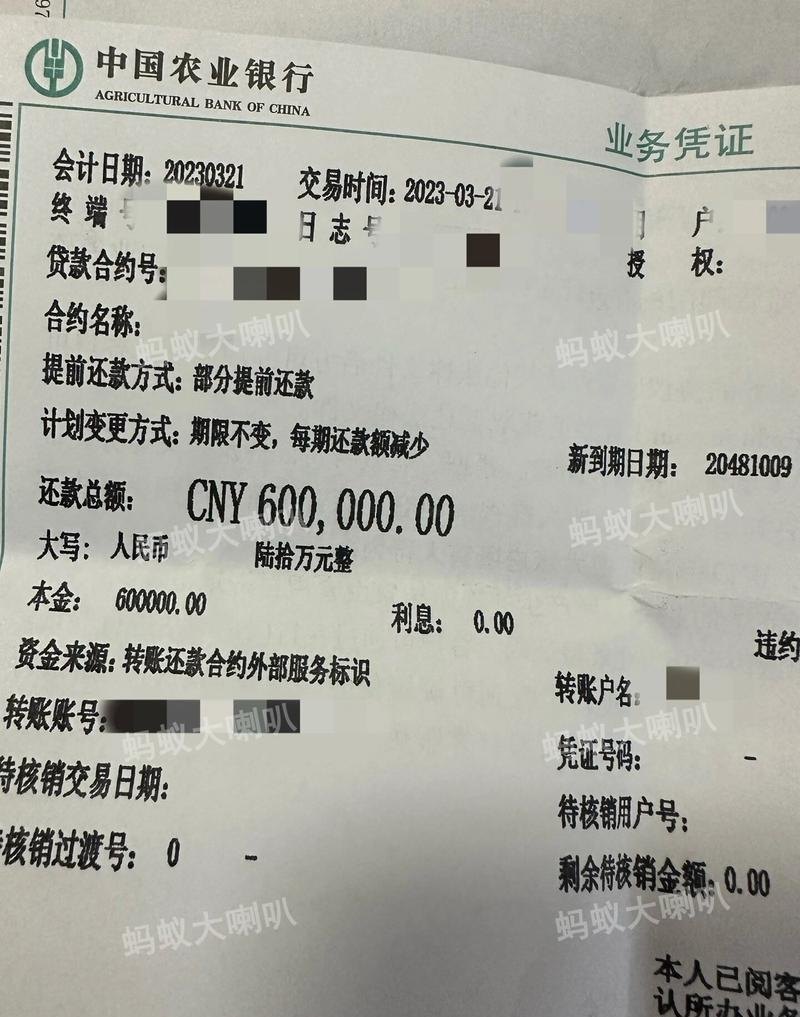 中国农业银行
AGRICULTURAL BANK OF CHINA
业务凭证
会计日期：20230321 交易时间：2023-03-21
终端号 日志号 户
贷款合约号： 授权：
合约名称：
蚂蚁大喇叭 蚂蚁大喇叭
提前还款方式：部分提前还款
计划变更方式：期限不变，每期还款额减少
新到期日期： 20481009
还款总额： CNY 600,000.00
蚂蚁大喇叭 蚂蚁大喇叭
大写： 人民币 陆拾万元整
本金： 600000.00 利息： 0.00 违约
资金来源：转账还款合约外部服务标识
转账账号： 转账户名：
蚂蚁大喇叭 蚂蚁大喇叭
凭证号码： -
待核销交易日期： 待核销用户号：
核销过渡号： 0 - 剩余待核销金额：0.00
蚂蚁大喇叭 蚂蚁大喇叭
本人已阅客
认所办业务